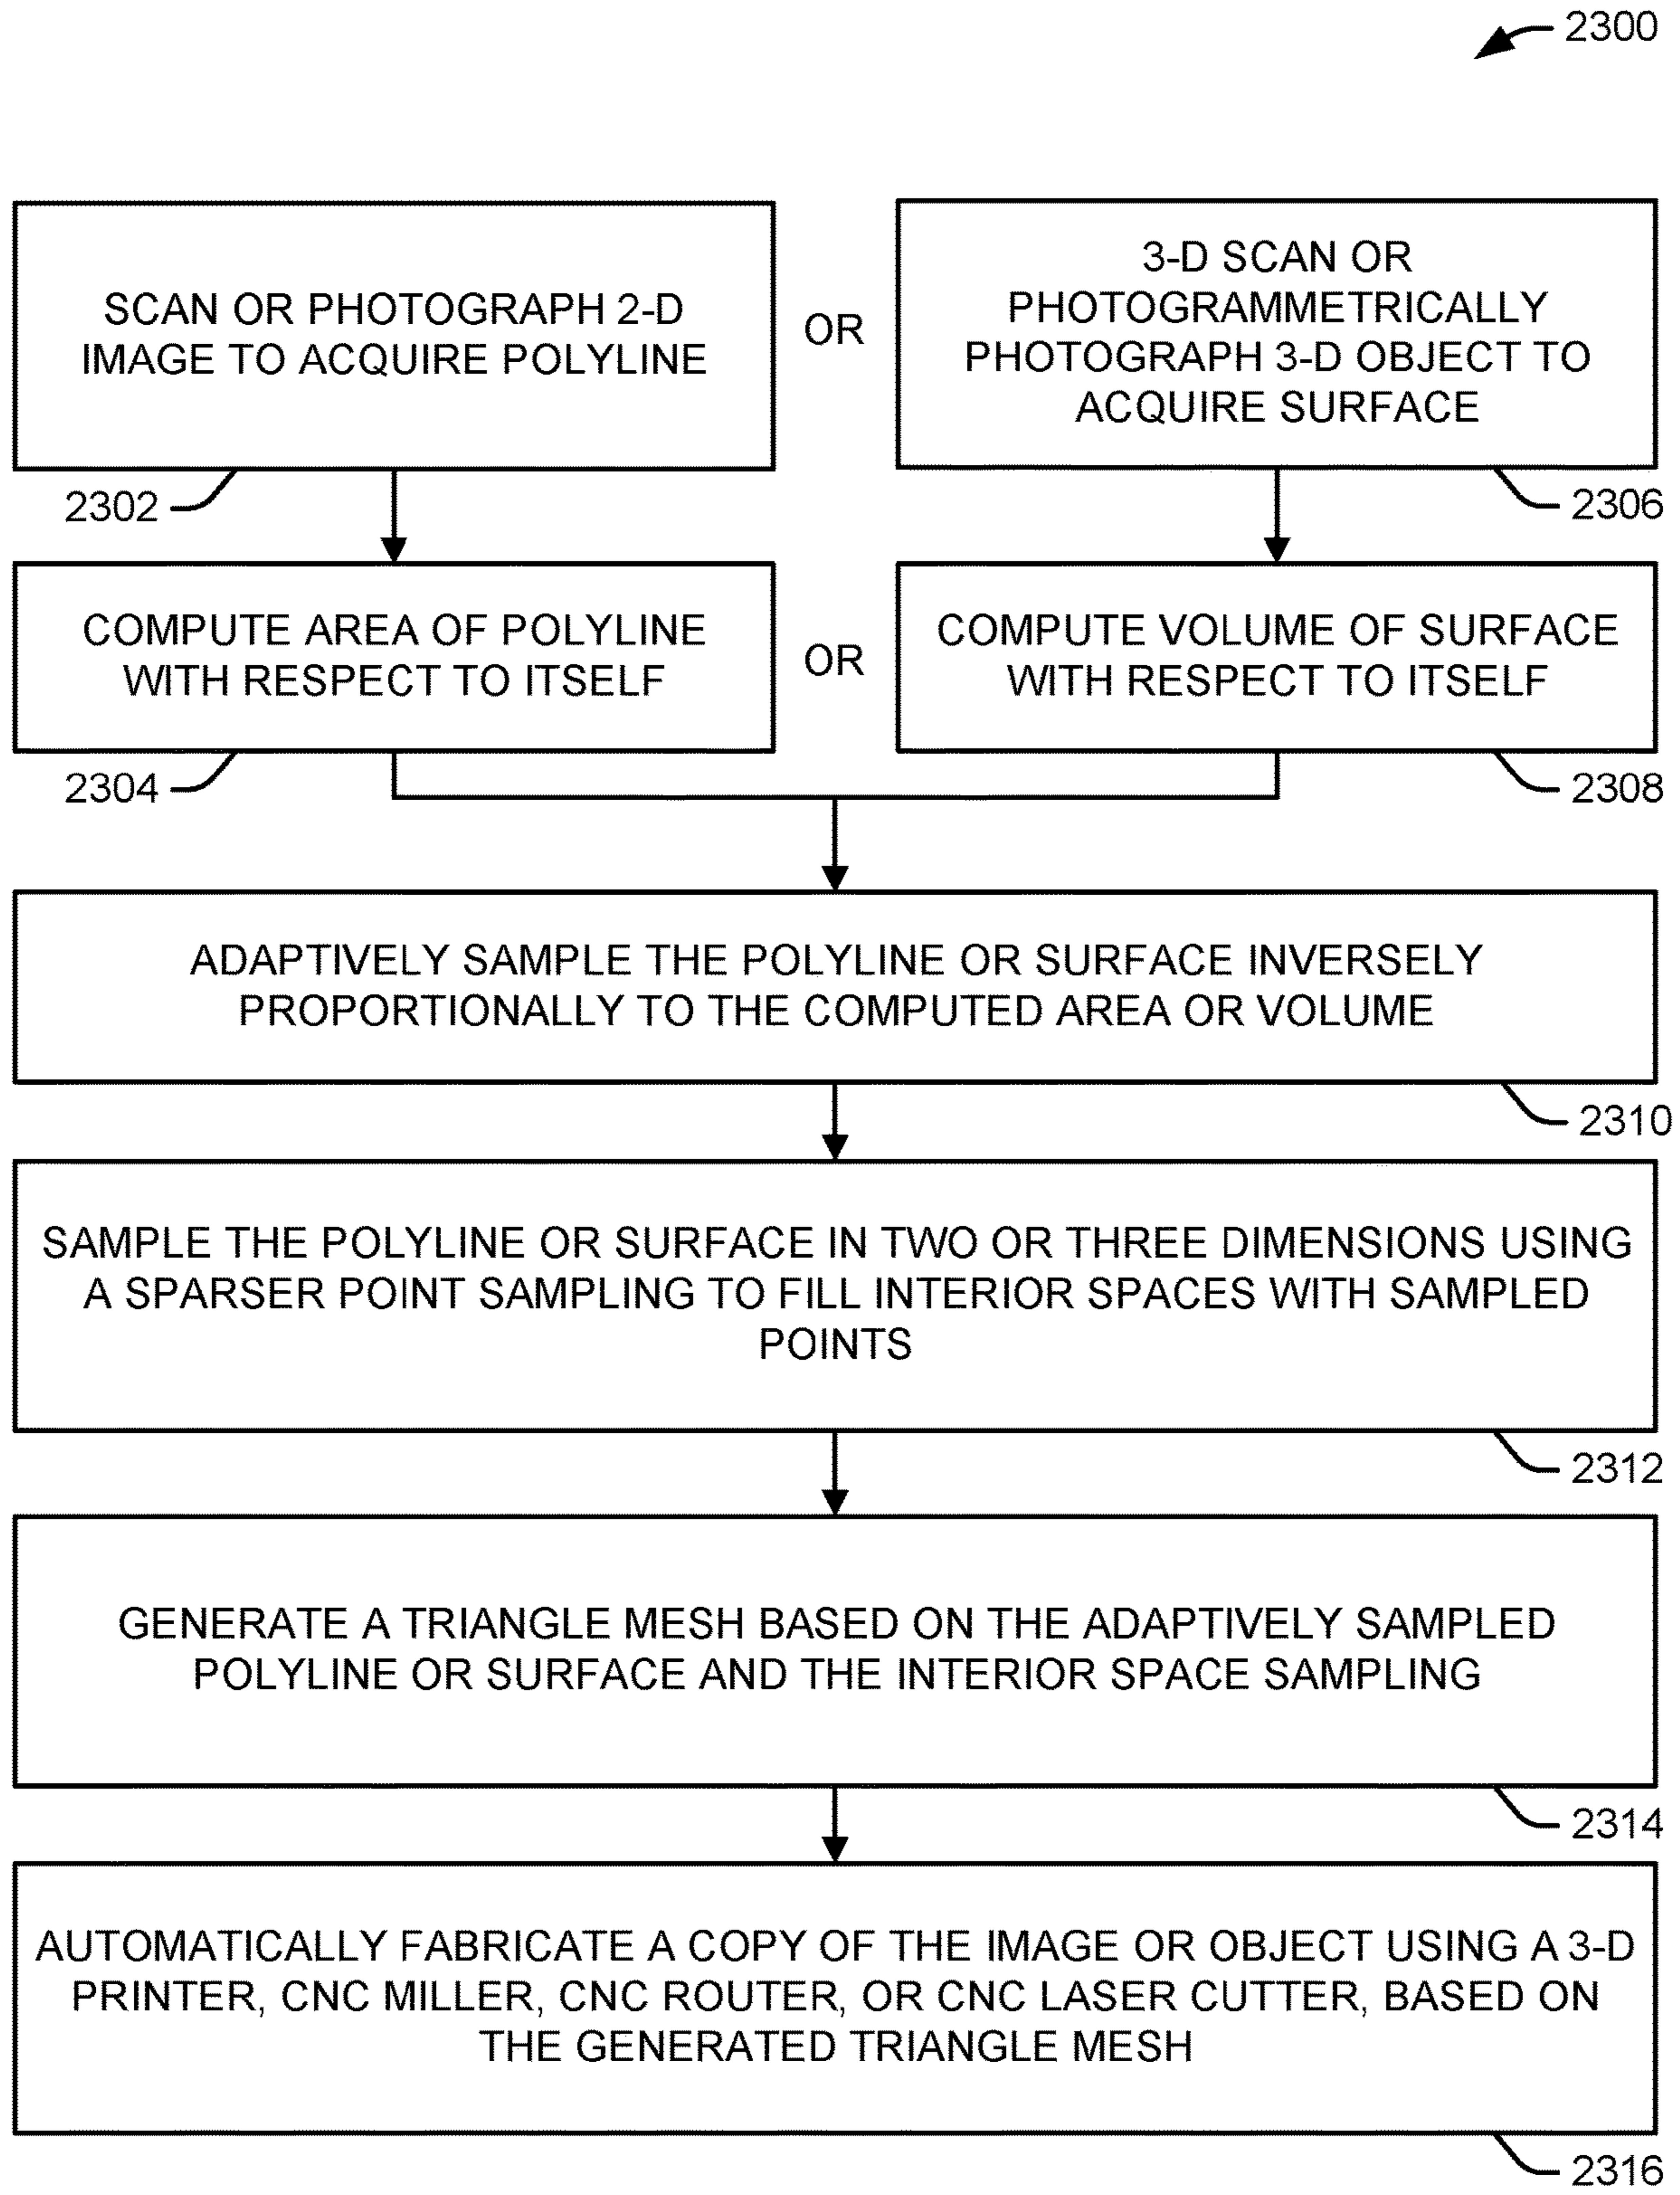 2300
SCAN OR PHOTOGRAPH 2-D
IMAGE TO ACQUIRE POLYLINE
2302
OR
3-D SCAN OR
PHOTOGRAMMETRICALLY
PHOTOGRAPH 3-D OBJECT TO
ACQUIRE SURFACE
2306
COMPUTE AREA OF POLYLINE
WITH RESPECT TO ITSELF
2304
OR
COMPUTE VOLUME OF SURFACE
WITH RESPECT TO ITSELF
2308
ADAPTIVELY SAMPLE THE POLYLINE OR SURFACE INVERSELY
PROPORTIONALLY TO THE COMPUTED AREA OR VOLUME
2310
SAMPLE THE POLYLINE OR SURFACE IN TWO OR THREE DIMENSIONS USING
A SPARSER POINT SAMPLING TO FILL INTERIOR SPACES WITH SAMPLED
POINTS
2312
GENERATE A TRIANGLE MESH BASED ON THE ADAPTIVELY SAMPLED
POLYLINE OR SURFACE AND THE INTERIOR SPACE SAMPLING
2314
AUTOMATICALLY FABRICATE A COPY OF THE IMAGE OR OBJECT USING A 3-D
PRINTER, CNC MILLER, CNC ROUTER, OR CNC LASER CUTTER, BASED ON
THE GENERATED TRIANGLE MESH
2316